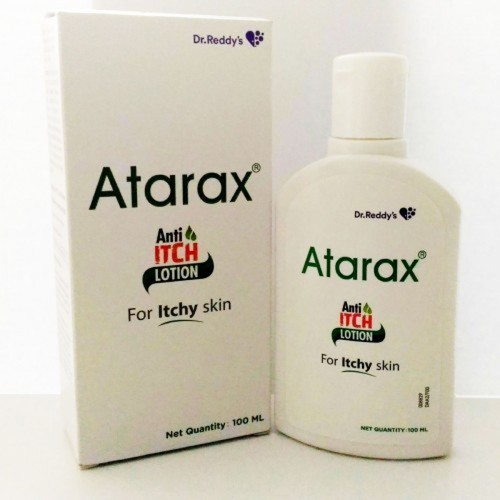 Dr.Reddy's
Atarax®
Anti
ITCH
LOTION
For Itchy skin
Net Quantity: 100 ML
Dr.Reddy's
Atarax®
Anti
ITCH
LOTION
For Itchy skin
NET QUANTITY:100 ML